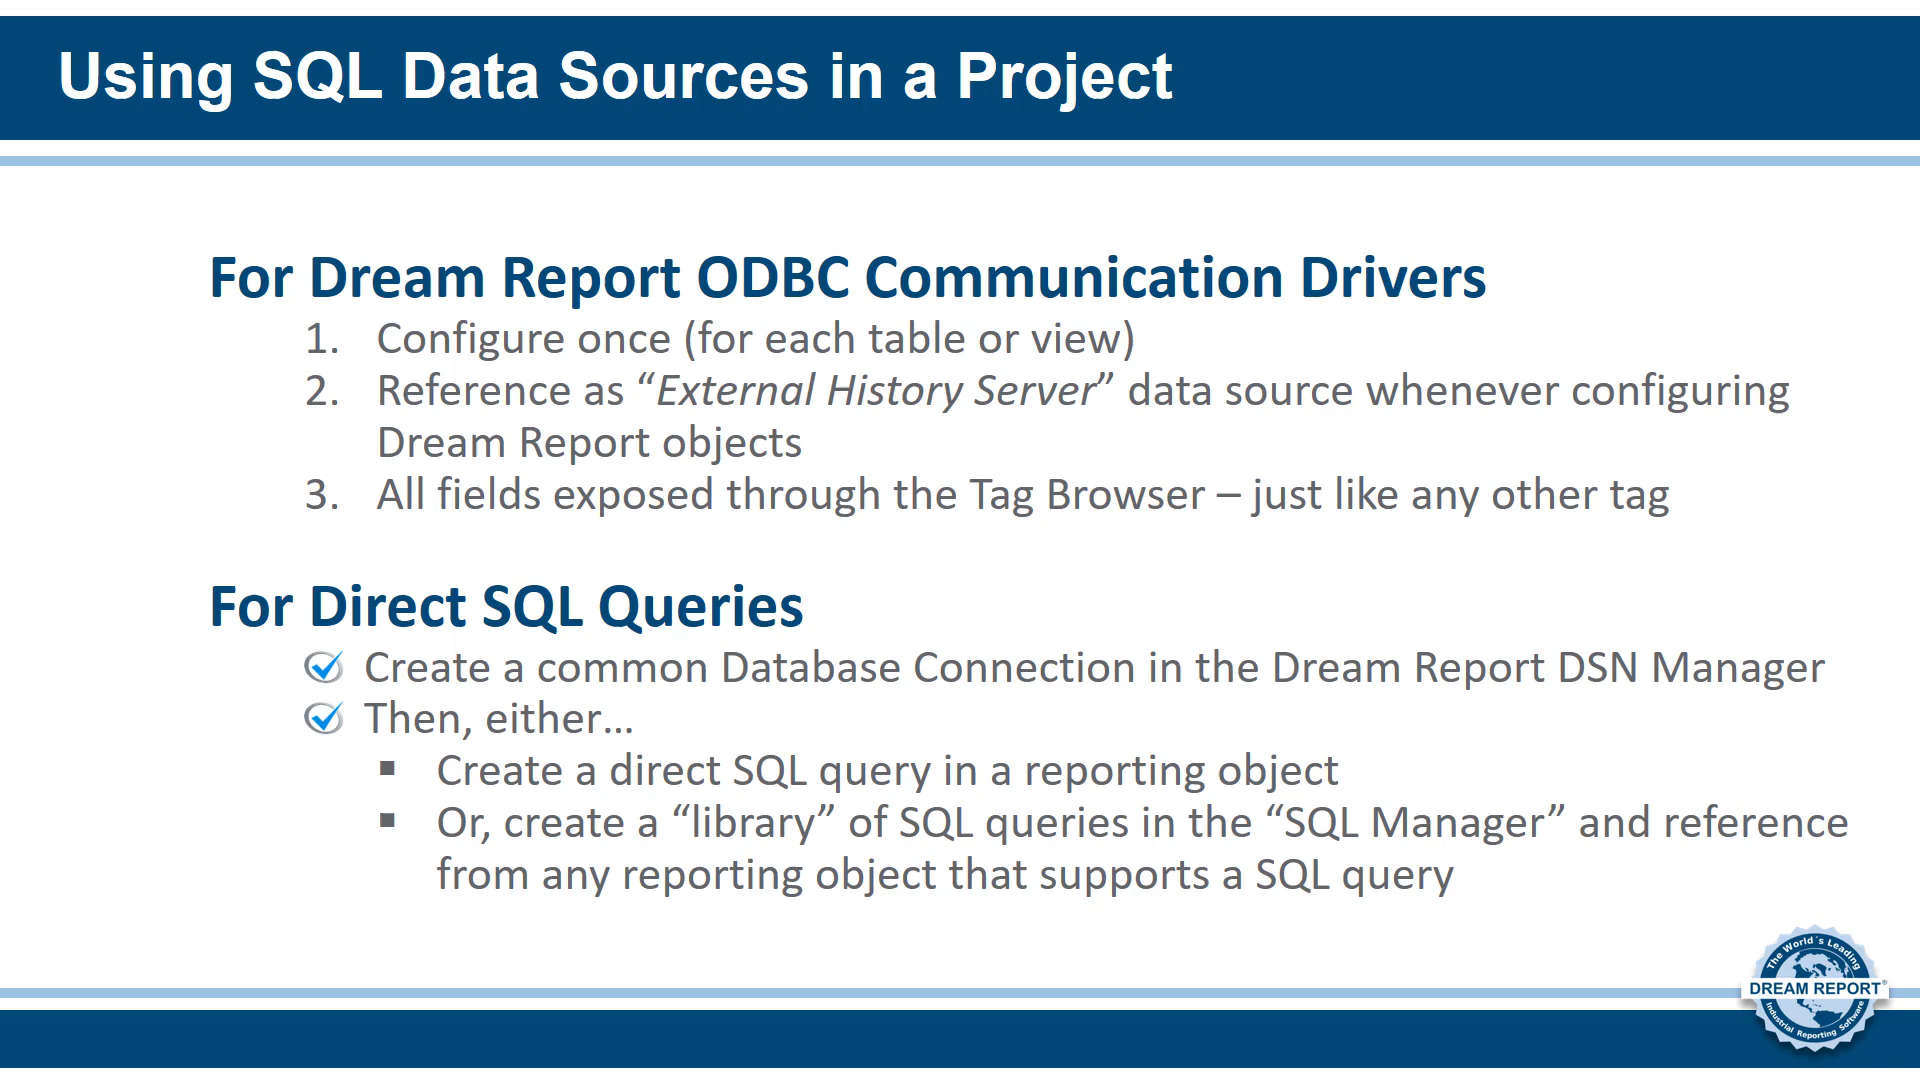 Using SQL Data Sources in a Project
For Dream Report ODBC Communication Drivers
1. Configure once (for each table or view)
2. Reference as “External History Server” data source whenever configuring
Dream Report objects
3. All fields exposed through the Tag Browser – just like any other tag
For Direct SQL Queries
Create a common Database Connection in the Dream Report DSN Manager
Then, either…
▪ Create a direct SQL query in a reporting object
▪ Or, create a “library” of SQL queries in the “SQL Manager” and reference
from any reporting object that supports a SQL query
The World´s Leading
DREAM REPORT®
Industrial Reporting Software